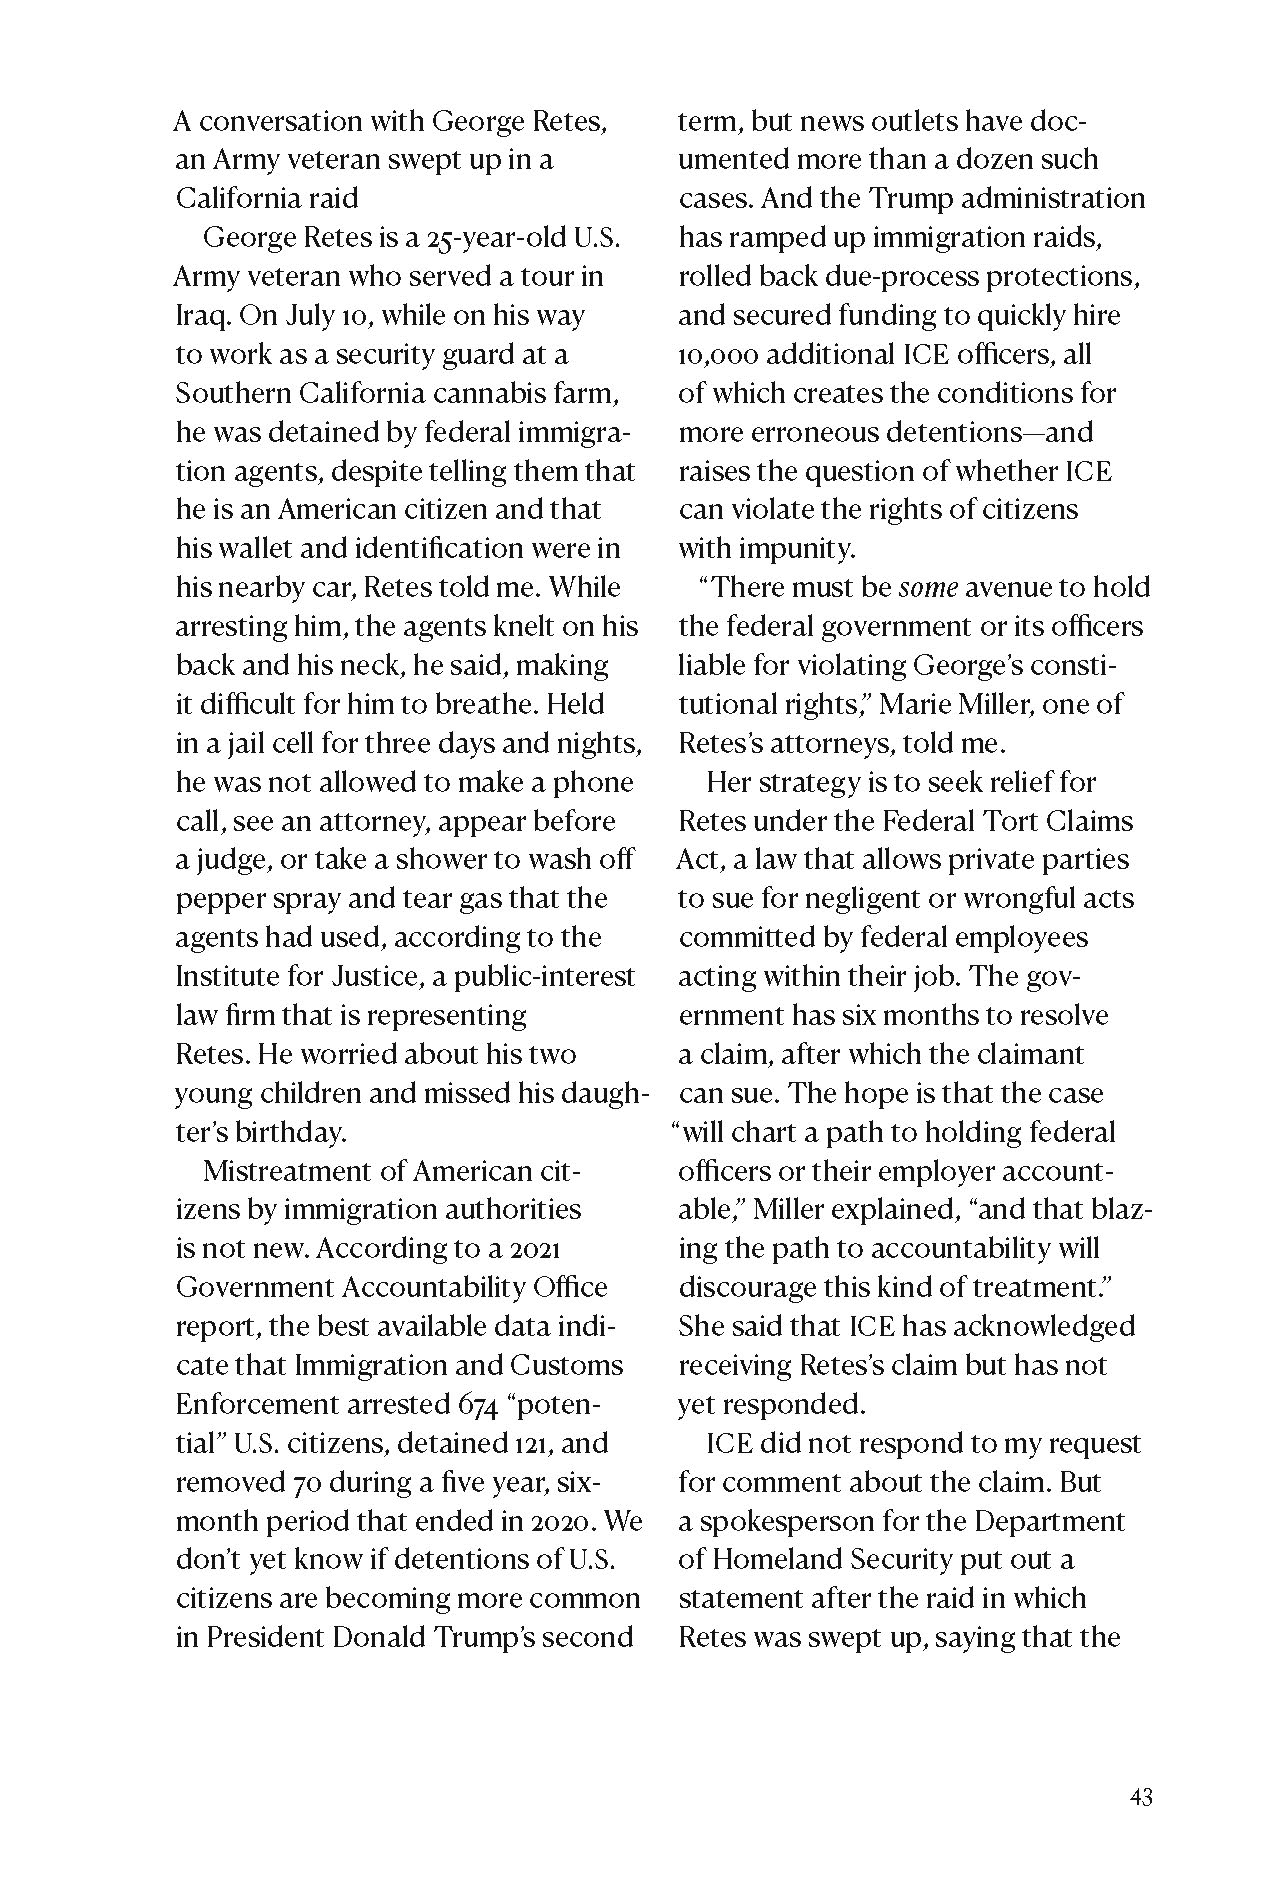 A conversation with George Retes,
an Army veteran swept up in a
California raid
George Retes is a 25-year-old U.S.
Army veteran who served a tour in
Iraq. On July 10, while on his way
to work as a security guard at a
Southern California cannabis farm,
he was detained by federal immigra-
tion agents, despite telling them that
he is an American citizen and that
his wallet and identification were in
his nearby car, Retes told me. While
arresting him, the agents knelt on his
back and his neck, he said, making
it difficult for him to breathe. Held
in a jail cell for three days and nights,
he was not allowed to make a phone
call, see an attorney, appear before
a judge, or take a shower to wash off
pepper spray and tear gas that the
agents had used, according to the
Institute for Justice, a public-interest
law firm that is representing
Retes. He worried about his two
young children and missed his daugh-
ter’s birthday.
Mistreatment of American cit-
izens by immigration authorities
is not new. According to a 2021
Government Accountability Office
report, the best available data indi-
cate that Immigration and Customs
Enforcement arrested 674 “poten-
tial” U.S. citizens, detained 121, and
removed 70 during a five year, six-
month period that ended in 2020. We
don’t yet know if detentions of U.S.
citizens are becoming more common
in President Donald Trump’s second
term, but news outlets have doc-
umented more than a dozen such
cases. And the Trump administration
has ramped up immigration raids,
rolled back due-process protections,
and secured funding to quickly hire
10,000 additional ICE officers, all
of which creates the conditions for
more erroneous detentions—and
raises the question of whether ICE
can violate the rights of citizens
with impunity.
“There must be some avenue to hold
the federal government or its officers
liable for violating George’s consti-
tutional rights,” Marie Miller, one of
Retes’s attorneys, told me.
Her strategy is to seek relief for
Retes under the Federal Tort Claims
Act, a law that allows private parties
to sue for negligent or wrongful acts
committed by federal employees
acting within their job. The gov-
ernment has six months to resolve
a claim, after which the claimant
can sue. The hope is that the case
“will chart a path to holding federal
officers or their employer account-
able,” Miller explained, “and that blaz-
ing the path to accountability will
discourage this kind of treatment.”
She said that ICE has acknowledged
receiving Retes’s claim but has not
yet responded.
ICE did not respond to my request
for comment about the claim. But
a spokesperson for the Department
of Homeland Security put out a
statement after the raid in which
Retes was swept up, saying that the
43